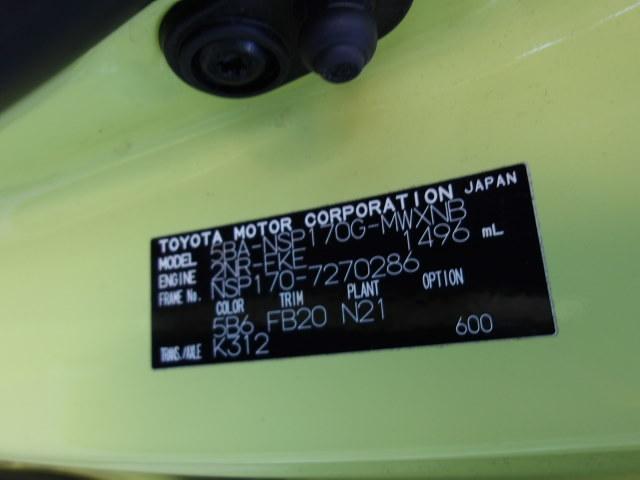 TOYOTA MOTOR CORPORATION JAPAN
MODEL 5BA-NSP170G-MWXNB
ENGINE 2NR-FKE 1496 mL
FRAME No. NSP170-7270286
COLOR TRIM PLANT OPTION
5B6 FB20 N21
TRANS./AXLE K312 600